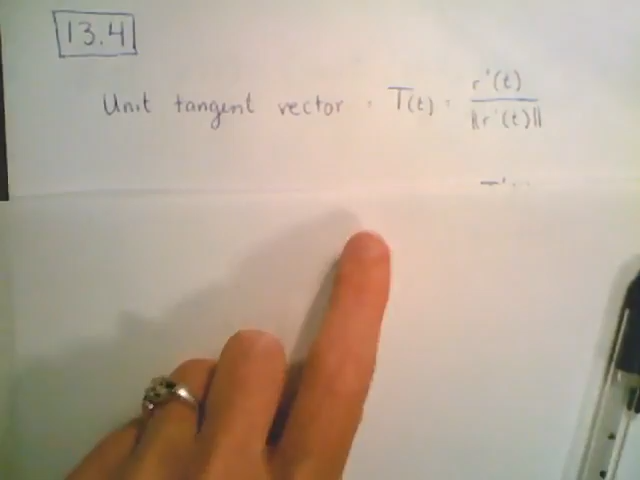 13.4
Unit tangent vector = T(t) = r'(t) / ||r'(t)||